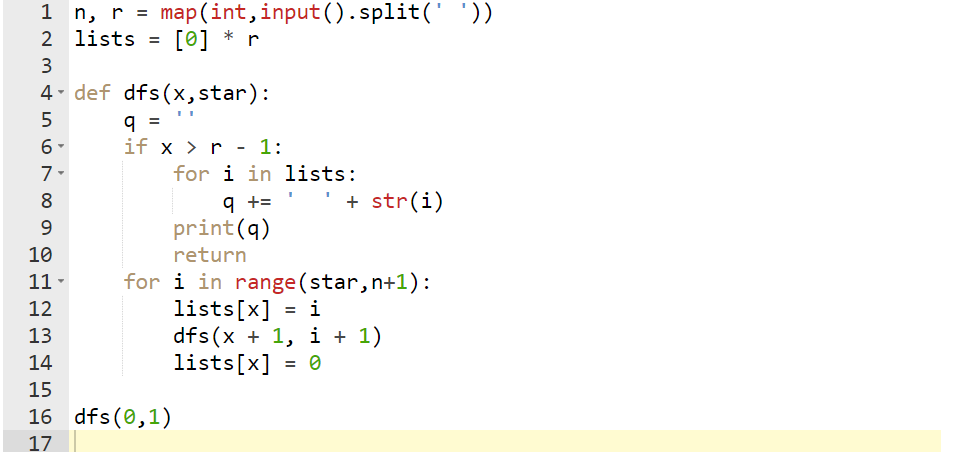 1 n, r = map(int,input().split(' '))
2 lists = [0] * r
3
4 def dfs(x,star):
5     q = ''
6     if x > r - 1:
7         for i in lists:
8             q += '  ' + str(i)
9         print(q)
10         return
11     for i in range(star,n+1):
12         lists[x] = i
13         dfs(x + 1, i + 1)
14         lists[x] = 0
15
16 dfs(0,1)
17